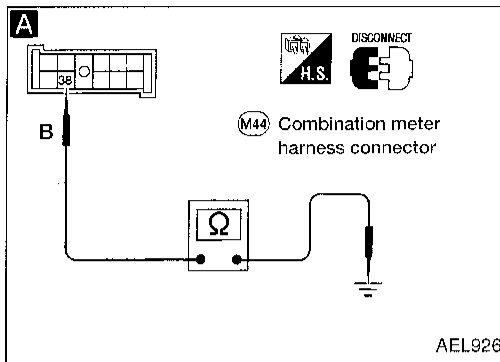 A
DISCONNECT
H.S.
38
M44 Combination meter
harness connector
B
Ω
AEL926